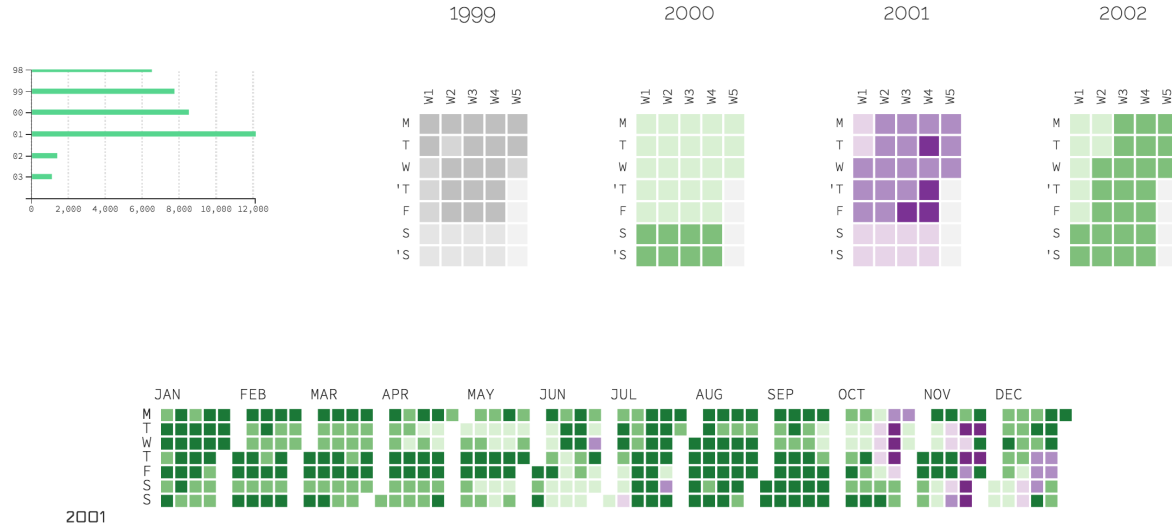 1999 2000 2001 2002
98
99
00
01
02
03
0 2,000 4,000 6,000 8,000 10,000 12,000
W1 W2 W3 W4 W5
M
T
W
'T
F
S
'S
W1 W2 W3 W4 W5
M
T
W
'T
F
S
'S
W1 W2 W3 W4 W5
M
T
W
'T
F
S
'S
W1 W2 W3 W4 W5
M
T
W
'T
F
S
'S
JAN FEB MAR APR MAY JUN JUL AUG SEP OCT NOV DEC
M
T
W
T
F
S
S
2001